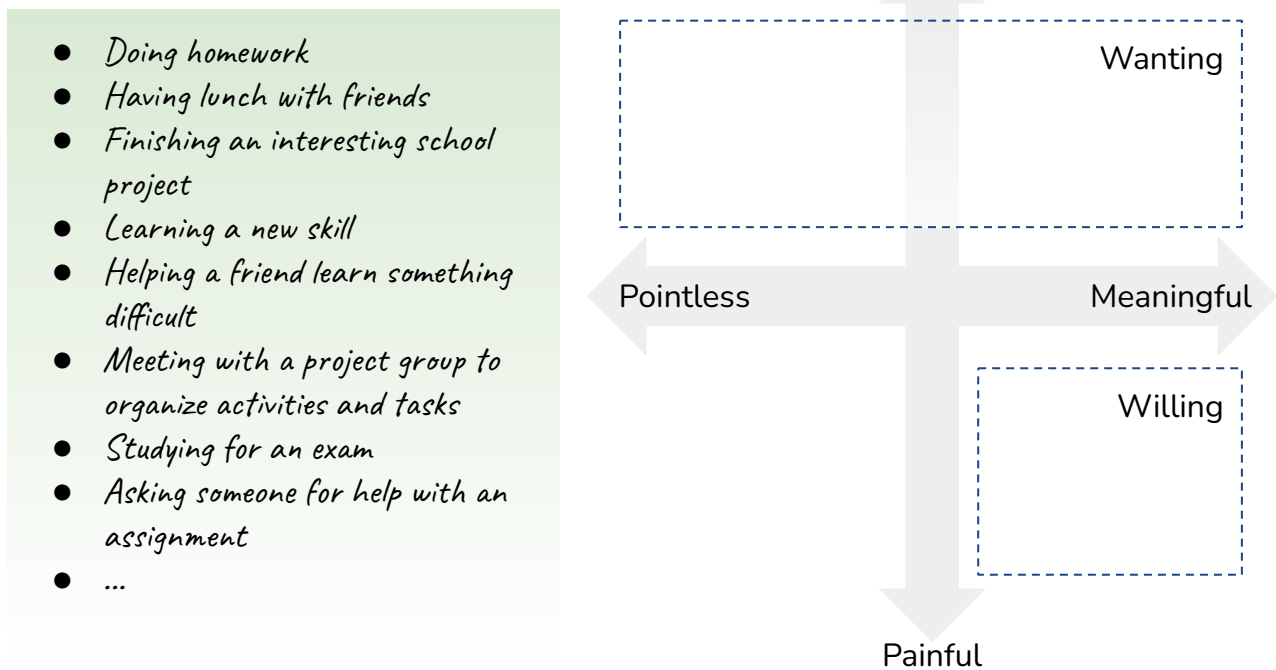 ● Doing homework
● Having lunch with friends
● Finishing an interesting school
project
● Learning a new skill
● Helping a friend learn something
difficult
● Meeting with a project group to
organize activities and tasks
● Studying for an exam
● Asking someone for help with an
assignment
● ...
Wanting
Pointless
Meaningful
Willing
Painful